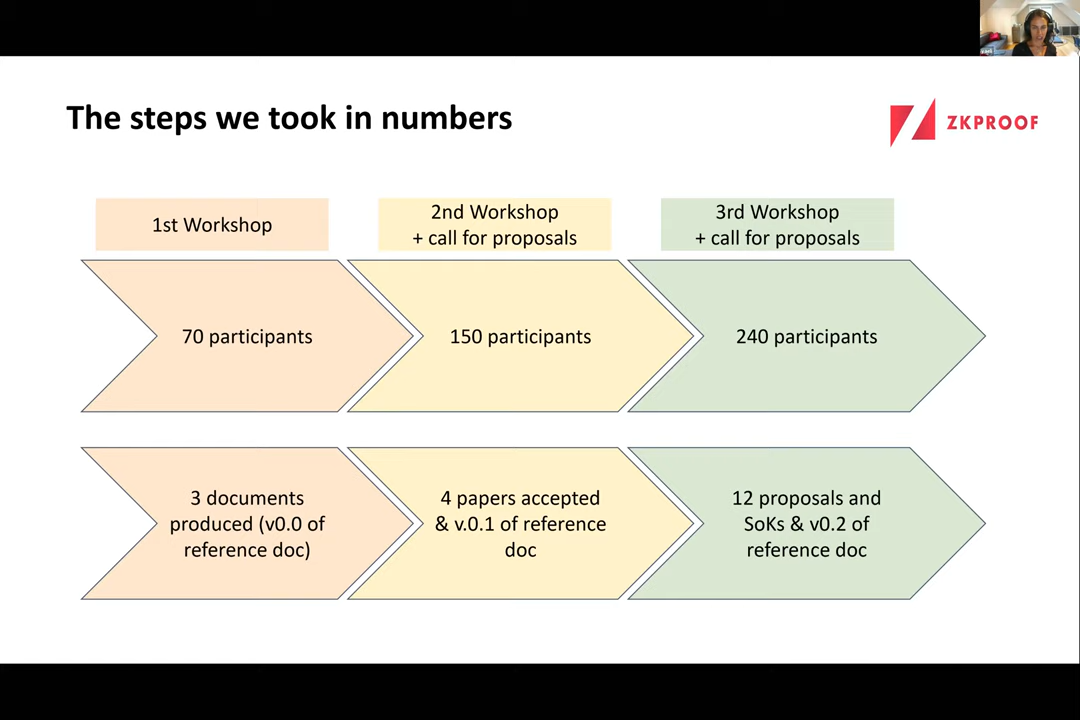 The steps we took in numbers
ZKPROOF
1st Workshop
2nd Workshop
+ call for proposals
3rd Workshop
+ call for proposals
70 participants
150 participants
240 participants
3 documents
produced (v0.0 of
reference doc)
4 papers accepted
& v.0.1 of reference
doc
12 proposals and
SoKs & v0.2 of
reference doc